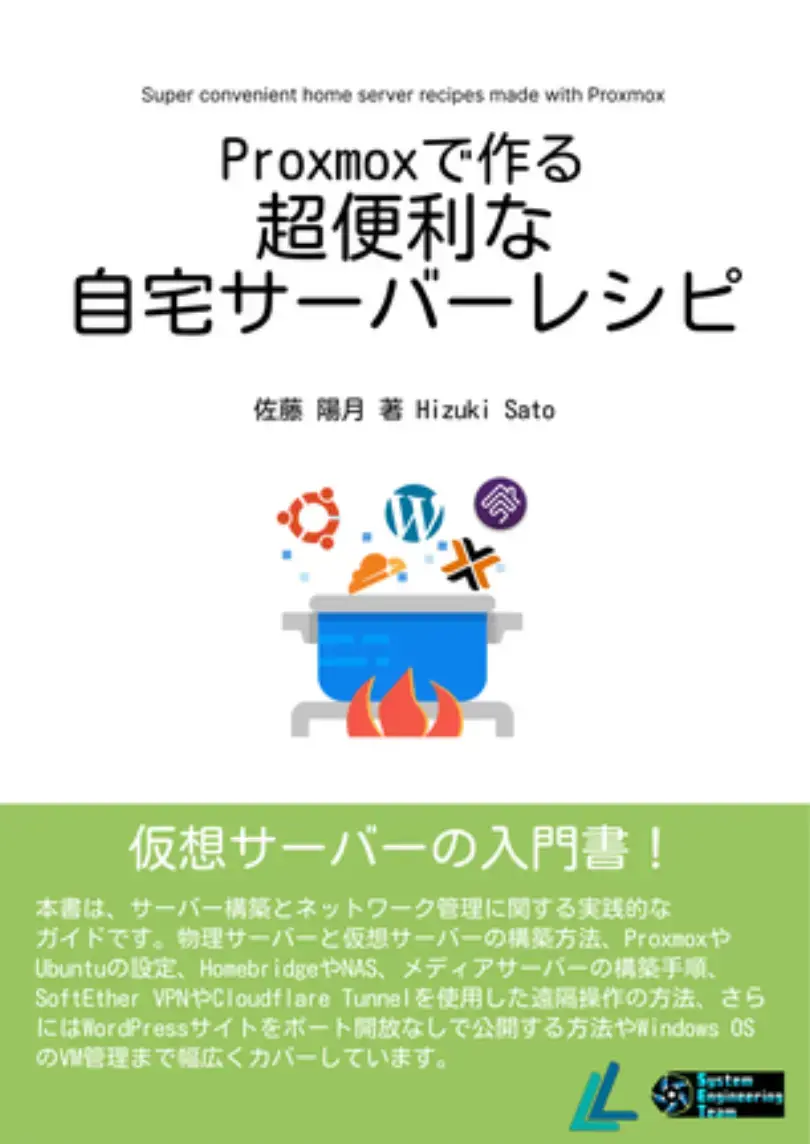 Super convenient home server recipes made with Proxmox
Proxmoxで作る
超便利な
自宅サーバーレシピ
佐藤 陽月 著 Hizuki Sato
W
仮想サーバーの入門書！
本書は、サーバー構築とネットワーク管理に関する実践的な
ガイドです。物理サーバーと仮想サーバーの構築方法、Proxmoxや
Ubuntuの設定、HomebridgeやNAS、メディアサーバーの構築手順、
SoftEther VPNやCloudflare Tunnelを使用した遠隔操作の方法、さら
にはWordPressサイトをポート開放なしで公開する方法やWindows OS
のVM管理まで幅広くカバーしています。
System
Engineering
Team